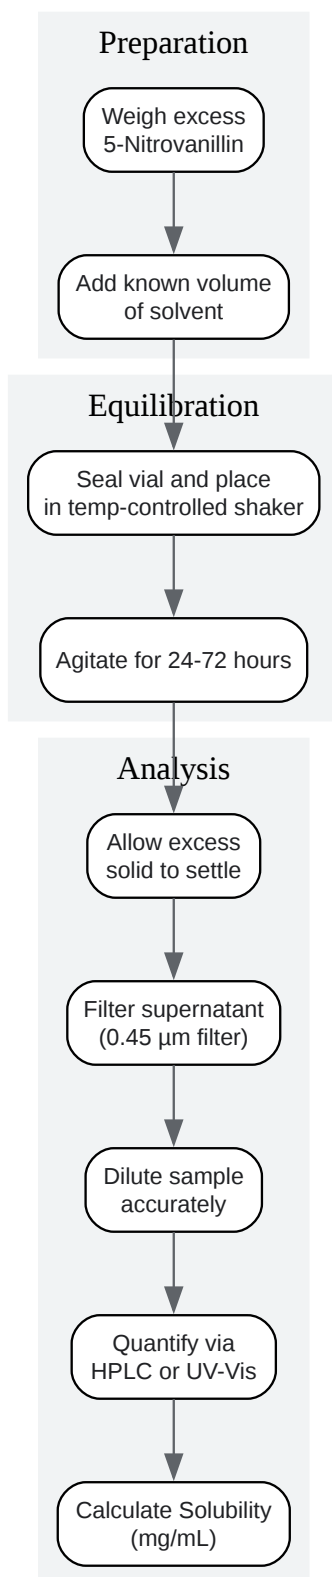 Preparation
Weigh excess
5-Nitrovanillin
Add known volume
of solvent
Equilibration
Seal vial and place
in temp-controlled shaker
Agitate for 24-72 hours
Analysis
Allow excess
solid to settle
Filter supernatant
(0.45 µm filter)
Dilute sample
accurately
Quantify via
HPLC or UV-Vis
Calculate Solubility
(mg/mL)